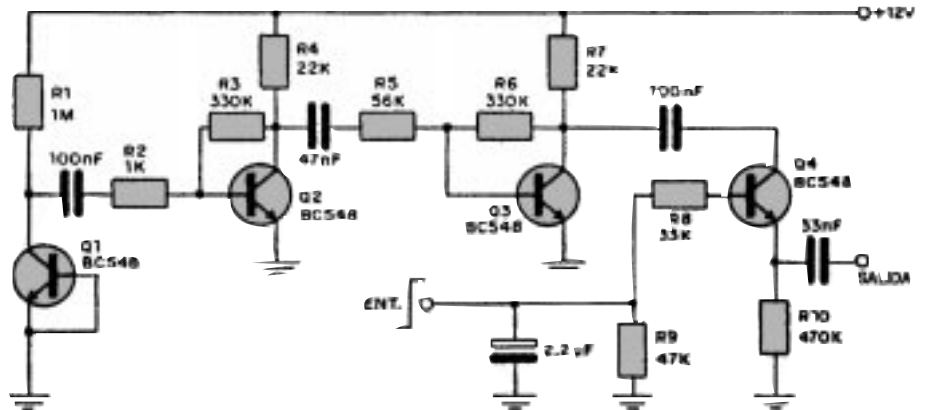 +12V
R1
1M
100nF
R2
1K
R3
330K
R4
22K
47nF
R5
56K
R6
330K
R7
22K
100nF
Q1
BC548
Q2
BC548
Q3
BC548
Q4
BC548
R8
33K
33nF
SALIDA
ENT.
2.2 µF
R9
47K
R10
470K